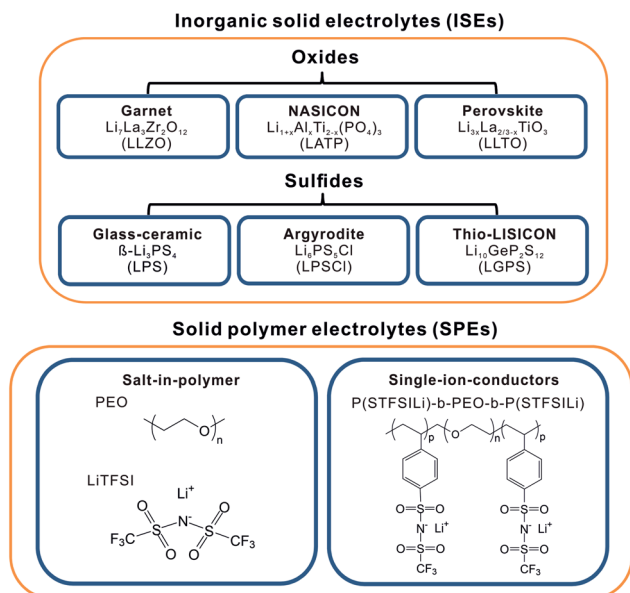 Inorganic solid electrolytes (ISEs)
Oxides
Garnet
Li₇La₃Zr₂O₁₂
(LLZO)
NASICON
Li₁₊ₓAlₓTi₂₋ₓ(PO₄)₃
(LATP)
Perovskite
Li₃ₓLa₂/₃₋ₓTiO₃
(LLTO)
Sulfides
Glass-ceramic
ß-Li₃PS₄
(LPS)
Argyrodite
Li₆PS₅Cl
(LPSCl)
Thio-LISICON
Li₁₀GeP₂S₁₂
(LGPS)
Solid polymer electrolytes (SPEs)
Salt-in-polymer
PEO
O n
LiTFSI
Li⁺
O N⁻ O
S S
F₃C O O CF₃
Single-ion-conductors
P(STFSILi)-b-PEO-b-P(STFSILi)
p O n p
O=S=O O=S=O
N⁻ Li⁺ N⁻ Li⁺
O=S=O O=S=O
CF₃ CF₃